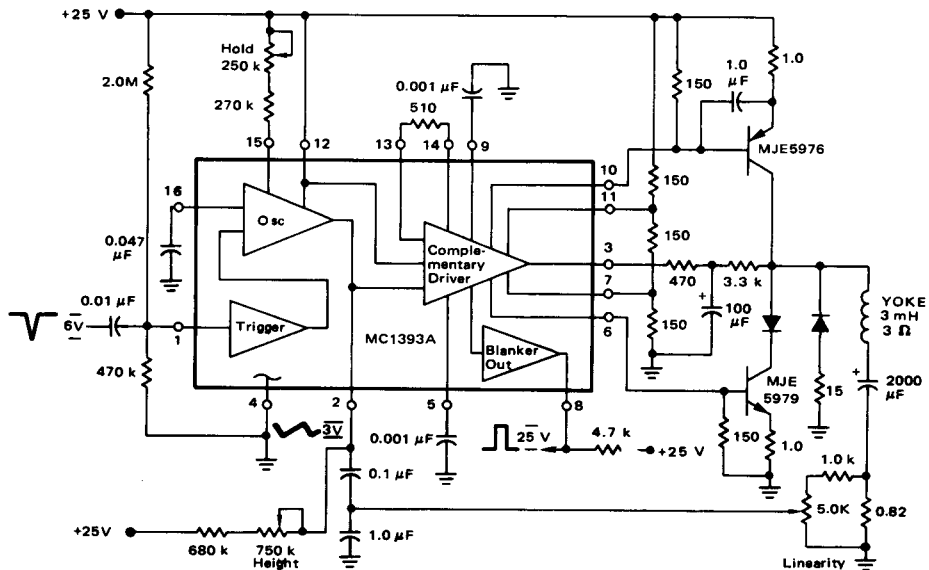 +25 V
Hold
250 k
2.0M
270 k
15
12
0.001 µF
510
13
14
9
150
1.0
µF
1.0
MJE5976
16
10
11
150
Osc
0.047
µF
Comple-
mentary
Driver
3
150
470
3.3 k
7
+
100
µF
YOKE
3 mH
3 Ω
0.01 µF
6V
1
Trigger
MC1393A
6
150
Blanker
Out
MJE
5979
15
+
2000
µF
470 k
4
2
5
8
3V
0.001 µF
25 V
4.7 k
+25 V
150
1.0
0.1 µF
1.0 k
5.0K
0.82
+25V
680 k
750 k
Height
1.0 µF
Linearity